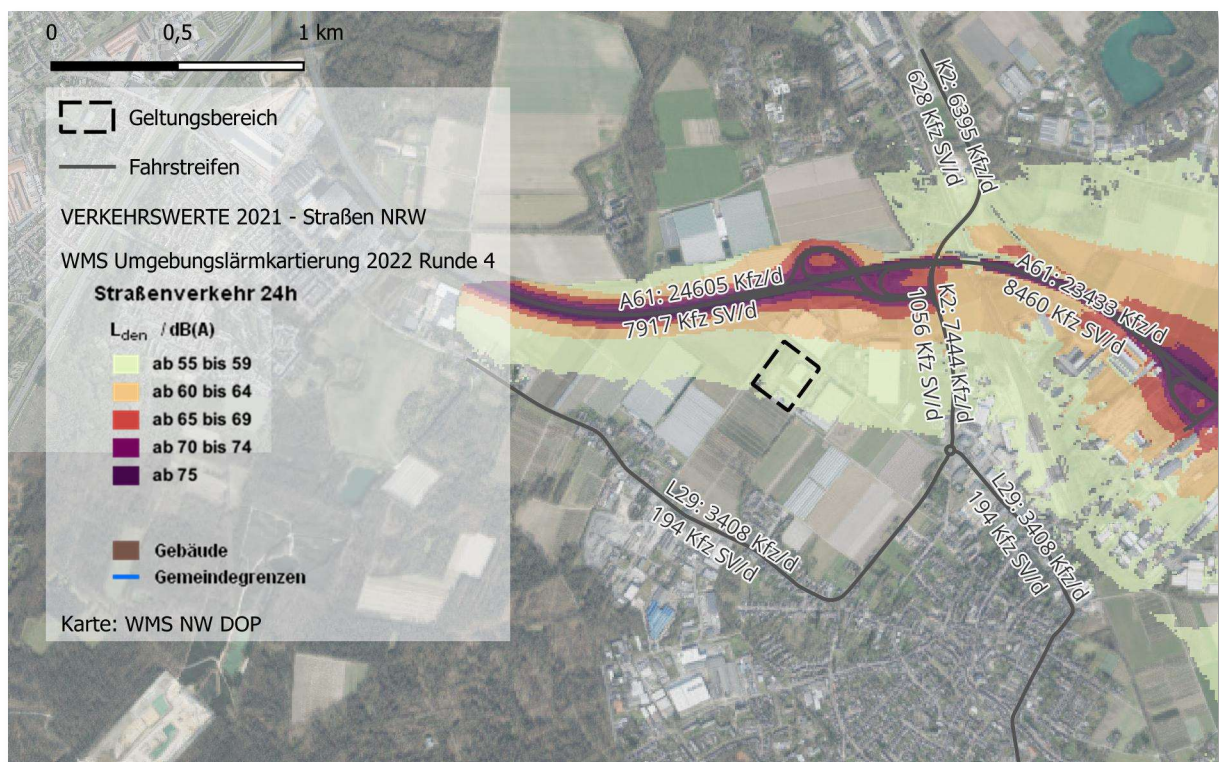 0 0,5 1 km
Geltungsbereich
Fahrstreifen
VERKEHRSWERTE 2021 - Straßen NRW
WMS Umgebungslärmkartierung 2022 Runde 4
Straßenverkehr 24h
Lden / dB(A)
ab 55 bis 59
ab 60 bis 64
ab 65 bis 69
ab 70 bis 74
ab 75
Gebäude
Gemeindegrenzen
Karte: WMS NW DOP
K2: 6395 Kfz/d
628 Kfz SV/d
A61: 24605 Kfz/d
7917 Kfz SV/d
A61: 23433 Kfz/d
8460 Kfz SV/d
K2: 7444 Kfz/d
1056 Kfz SV/d
L29: 3408 Kfz/d
194 Kfz SV/d
L29: 3408 Kfz/d
194 Kfz SV/d